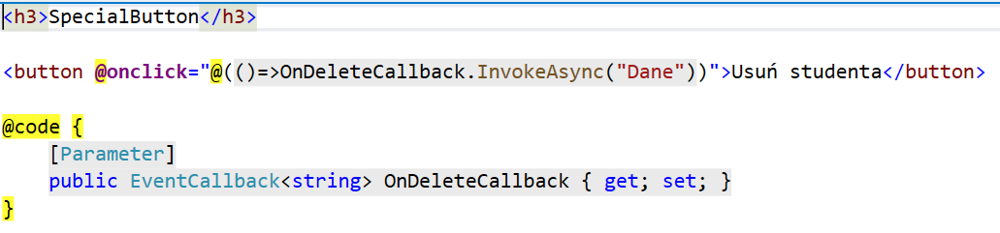 <h3>SpecialButton</h3>
<button @onclick="@(()=>OnDeleteCallback.InvokeAsync("Dane"))">Usuń studenta</button>
@code {
[Parameter]
public EventCallback<string> OnDeleteCallback { get; set; }
}